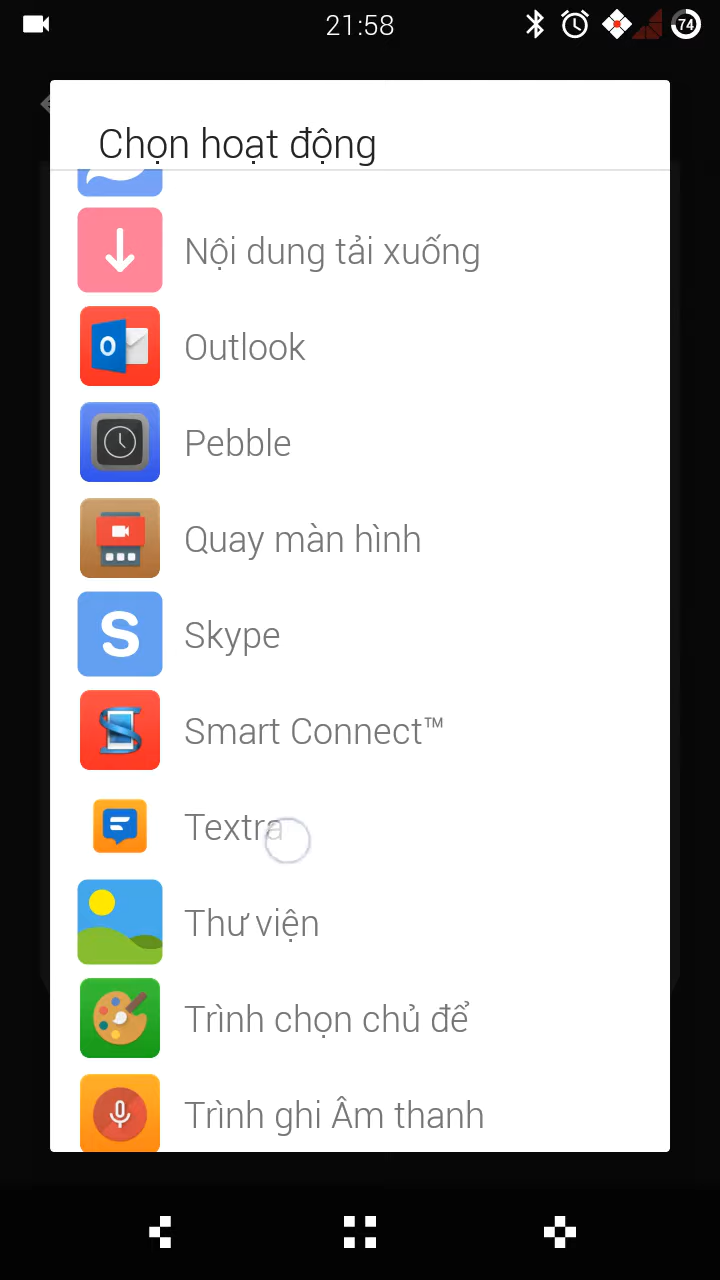 21:58
74
Chọn hoạt động
Nội dung tải xuống
Outlook
Pebble
Quay màn hình
Skype
Smart Connect™
Textra
Thư viện
Trình chọn chủ để
Trình ghi Âm thanh